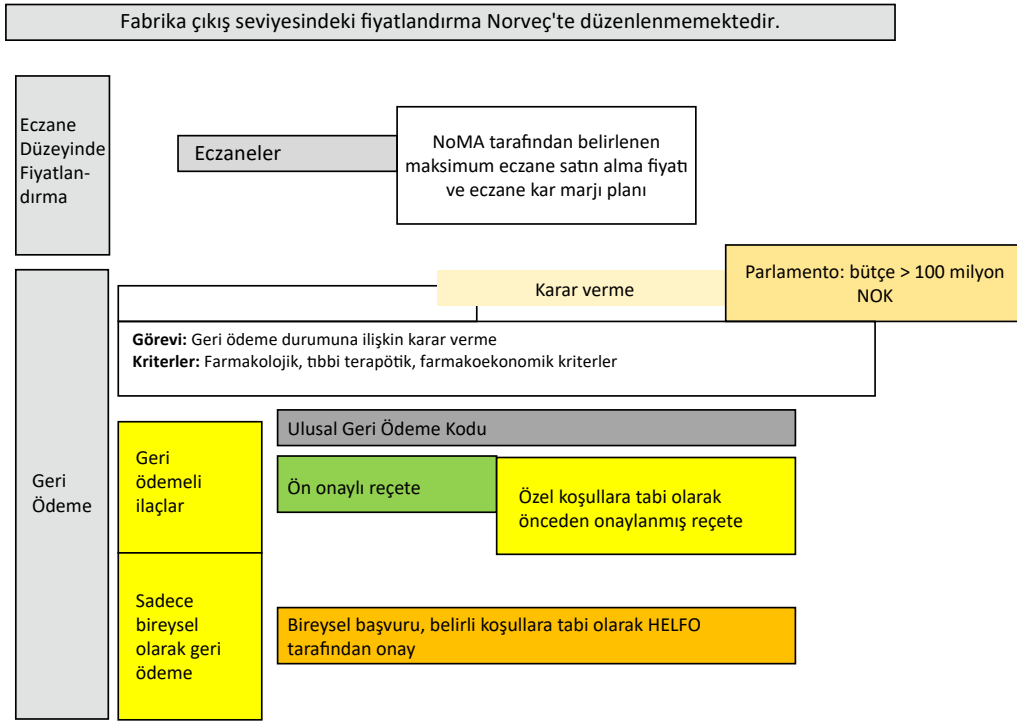 Fabrika çıkış seviyesindeki fiyatlandırma Norveç'te düzenlenmemektedir.
Eczane
Düzeyinde
Fiyatlan-
dırma
Eczaneler
NoMA tarafından belirlenen
maksimum eczane satın alma fiyatı
ve eczane kar marjı planı
Karar verme
Parlamento: bütçe > 100 milyon
NOK
Görevi: Geri ödeme durumuna ilişkin karar verme
Kriterler: Farmakolojik, tıbbi terapötik, farmakoekonomik kriterler
Geri
Ödeme
Geri
ödemeli
ilaçlar
Ulusal Geri Ödeme Kodu
Ön onaylı reçete
Özel koşullara tabi olarak
önceden onaylanmış reçete
Sadece
bireysel
olarak geri
ödeme
Bireysel başvuru, belirli koşullara tabi olarak HELFO
tarafından onay